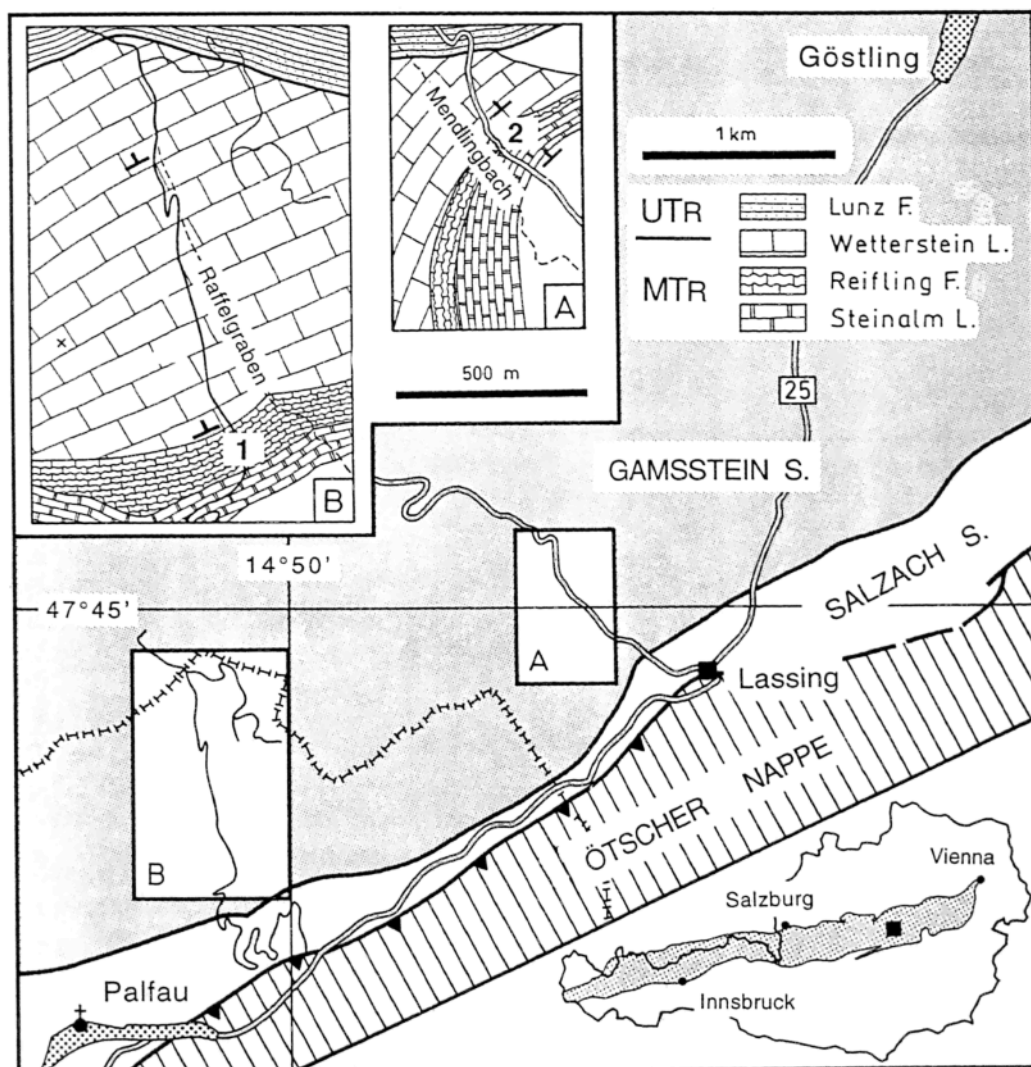 Göstling
1 km
UTR
Lunz F.
Wetterstein L.
MTR
Reifling F.
Steinalm L.
Mendlingbach
2
A
500 m
Raffelgraben
1
B
25
GAMSSTEIN S.
14°50'
47°45'
A
SALZACH S.
Lassing
B
ÖTSCHER NAPPE
Palfau
Vienna
Salzburg
Innsbruck